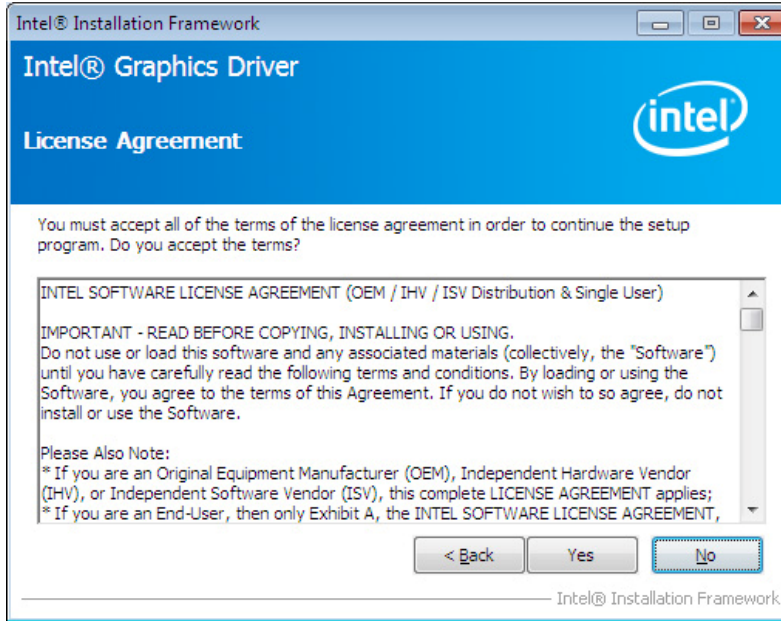 Intel® Installation Framework
Intel® Graphics Driver
intel
License Agreement
You must accept all of the terms of the license agreement in order to continue the setup
program. Do you accept the terms?
INTEL SOFTWARE LICENSE AGREEMENT (OEM / IHV / ISV Distribution & Single User)
IMPORTANT - READ BEFORE COPYING, INSTALLING OR USING.
Do not use or load this software and any associated materials (collectively, the "Software")
until you have carefully read the following terms and conditions. By loading or using the
Software, you agree to the terms of this Agreement. If you do not wish to so agree, do not
install or use the Software.
Please Also Note:
* If you are an Original Equipment Manufacturer (OEM), Independent Hardware Vendor
(IHV), or Independent Software Vendor (ISV), this complete LICENSE AGREEMENT applies;
* If you are an End-User, then only Exhibit A, the INTEL SOFTWARE LICENSE AGREEMENT,
< Back Yes No
Intel® Installation Framework